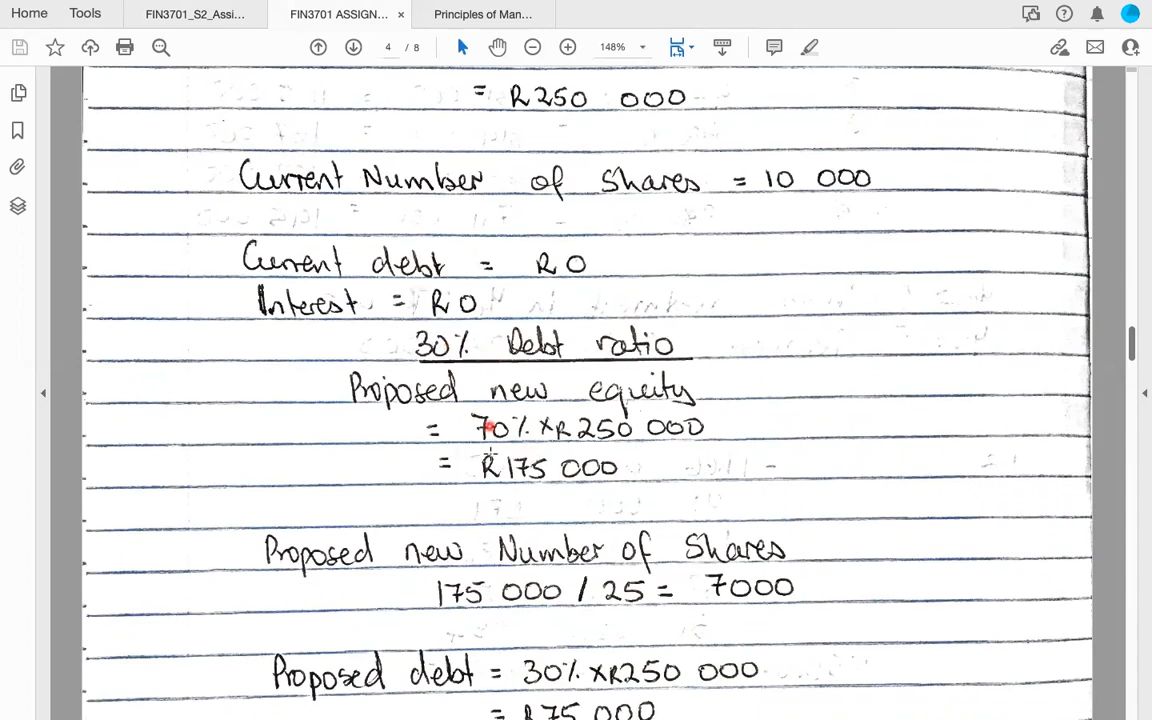 Home Tools FIN3701_S2_Assi... FIN3701 ASSIGN... × Principles of Man...
4 / 8 148%
= R250 000
Current Number of shares = 10 000
Current debt = R0
Interest = R0
30% Debt ratio
Proposed new equity
= 70% x R250 000
= R175 000
Proposed new Number of Shares
175 000 / 25 = 7000
Proposed debt = 30% x R250 000
= R75 000